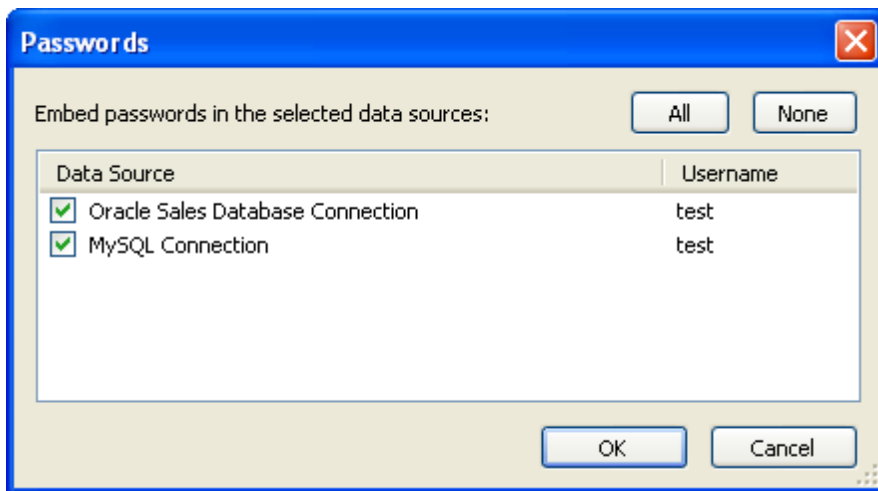 Passwords
Embed passwords in the selected data sources: All None
Data Source Username
Oracle Sales Database Connection test
MySQL Connection test
OK Cancel